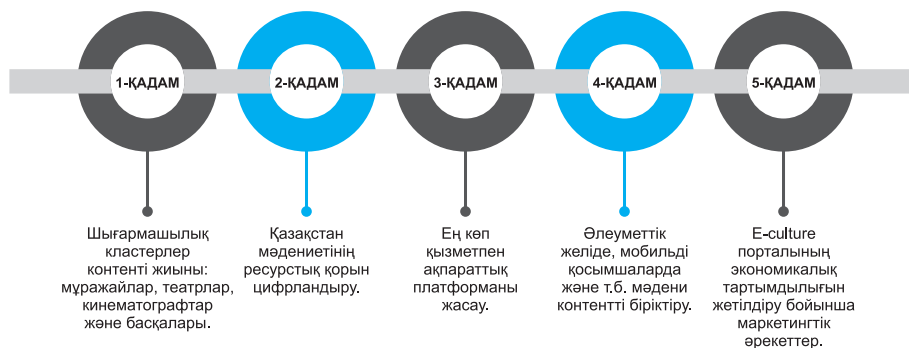 1-ҚАДАМ
2-ҚАДАМ
3-ҚАДАМ
4-ҚАДАМ
5-ҚАДАМ
Шығармашылық
кластерлер
контенті жиыны:
мұражайлар, театрлар,
кинематографтар
және басқалары.
Қазақстан
мәдениетінің
ресурстық қорын
цифрландыру.
Ең көп
қызметпен
ақпараттық
платформаны
жасау.
Әлеуметтік
желіде, мобильді
қосымшаларда
және т.б. мәдени
контентті біріктіру.
E-culture
порталының
экономикалық
тартымдылығын
жетілдіру бойынша
маркетингтік
әрекеттер.